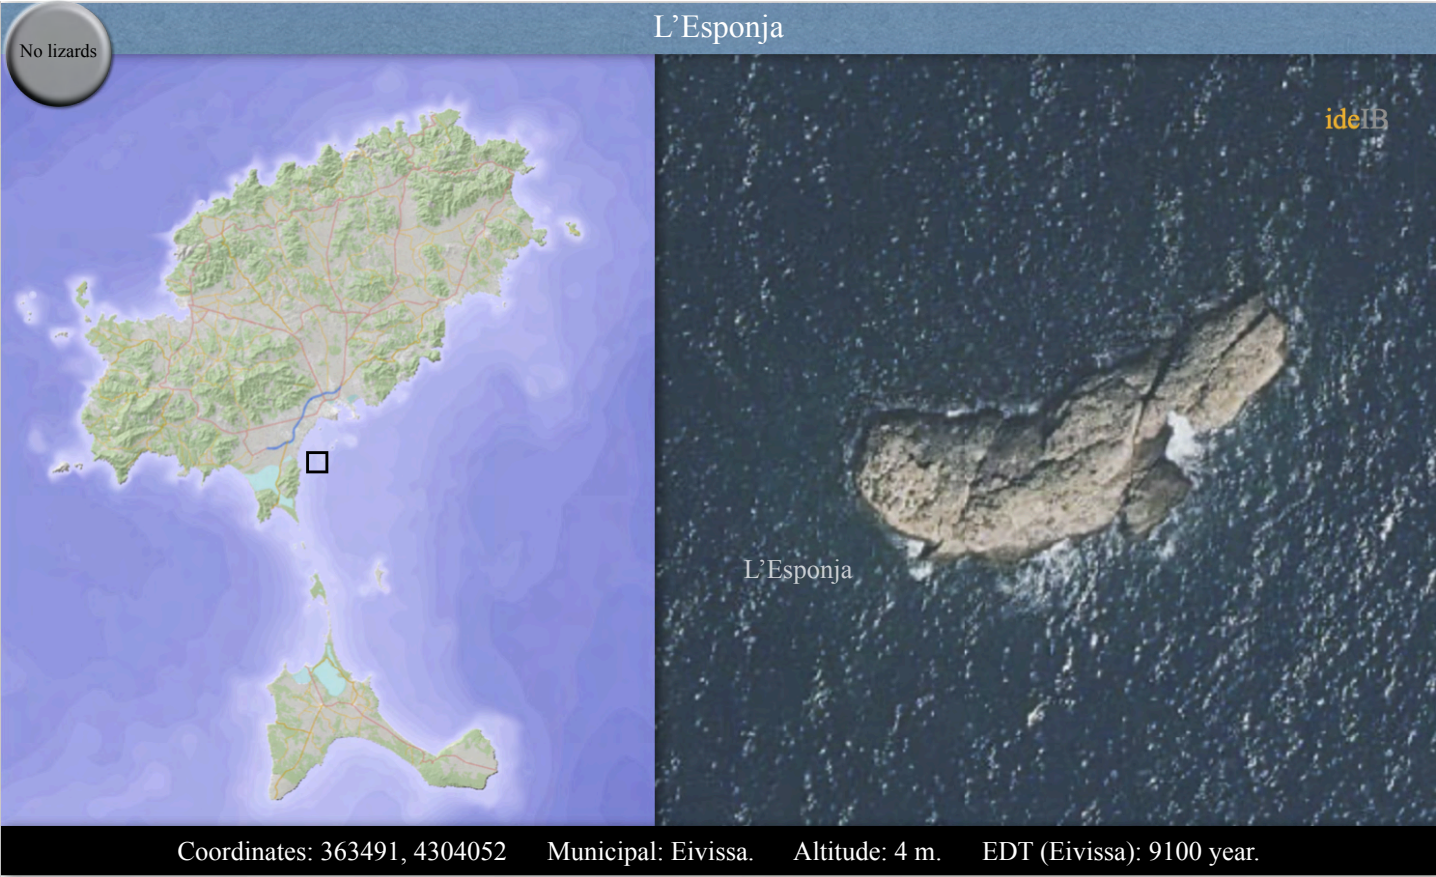 L’Esponja
No lizards
ideIB
L’Esponja
Coordinates: 363491, 4304052 Municipal: Eivissa. Altitude: 4 m. EDT (Eivissa): 9100 year.